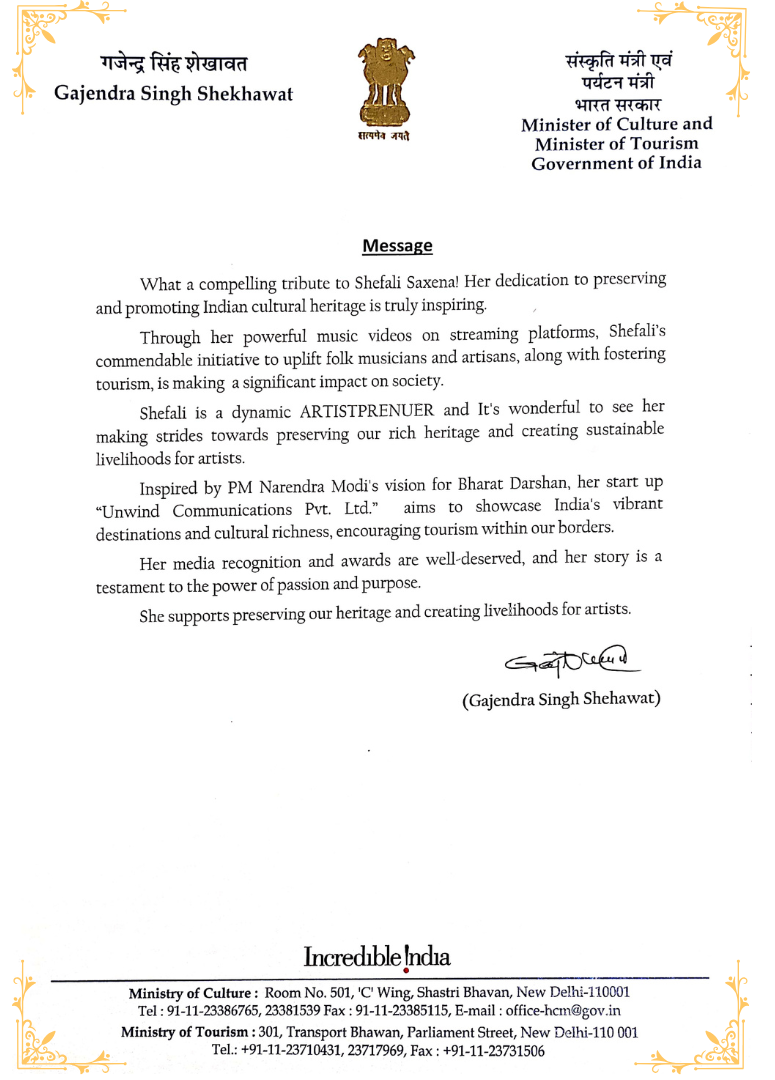 गजेन्द्र सिंह शेखावत
Gajendra Singh Shekhawat
सत्यमेव जयते
संस्कृति मंत्री एवं
पर्यटन मंत्री
भारत सरकार
Minister of Culture and
Minister of Tourism
Government of India
Message
What a compelling tribute to Shefali Saxena! Her dedication to preserving
and promoting Indian cultural heritage is truly inspiring.
Through her powerful music videos on streaming platforms, Shefali's
commendable initiative to uplift folk musicians and artisans, along with fostering
tourism, is making a significant impact on society.
Shefali is a dynamic ARTISTPRENUER and It's wonderful to see her
making strides towards preserving our rich heritage and creating sustainable
livelihoods for artists.
Inspired by PM Narendra Modi's vision for Bharat Darshan, her start up
“Unwind Communications Pvt. Ltd.” aims to showcase India's vibrant
destinations and cultural richness, encouraging tourism within our borders.
Her media recognition and awards are well-deserved, and her story is a
testament to the power of passion and purpose.
She supports preserving our heritage and creating livelihoods for artists.
(Gajendra Singh Shehawat)
Incredible !ndia
Ministry of Culture : Room No. 501, 'C' Wing, Shastri Bhavan, New Delhi-110001
Tel : 91-11-23386765, 23381539 Fax : 91-11-23385115, E-mail : office-hcm@gov.in
Ministry of Tourism : 301, Transport Bhawan, Parliament Street, New Delhi-110 001
Tel.: +91-11-23710431, 23717969, Fax : +91-11-23731506